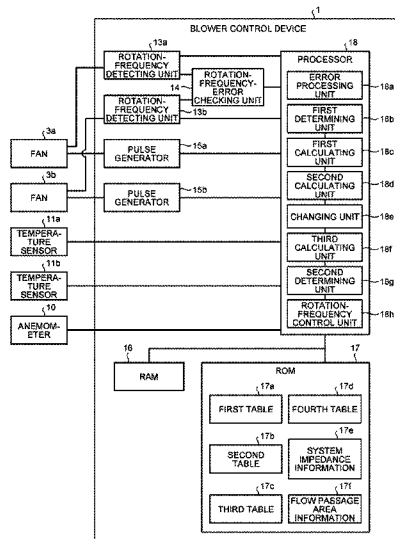 1
BLOWER CONTROL DEVICE
13a
18
ROTATION-
FREQUENCY
DETECTING UNIT
PROCESSOR
14
ROTATION-
FREQUENCY-
ERROR
CHECKING UNIT
ERROR
PROCESSING
UNIT
18a
3a
ROTATION-
FREQUENCY
DETECTING UNIT
13b
FIRST
DETERMINING
UNIT
18b
FAN
PULSE
GENERATOR
15a
FIRST
CALCULATING
UNIT
18c
3b
FAN
PULSE
GENERATOR
15b
SECOND
CALCULATING
UNIT
18d
11a
TEMPERATURE
SENSOR
CHANGING UNIT
18e
11b
TEMPERATURE
SENSOR
THIRD
CALCULATING
UNIT
18f
10
ANEMOM-
ETER
SECOND
DETERMINING
UNIT
18g
ROTATION-
FREQUENCY
CONTROL UNIT
18h
16
RAM
17
ROM
17a
FIRST TABLE
17d
FOURTH TABLE
17b
SECOND
TABLE
17e
SYSTEM
IMPEDANCE
INFORMATION
17c
THIRD TABLE
17f
FLOW PASSAGE
AREA
INFORMATION